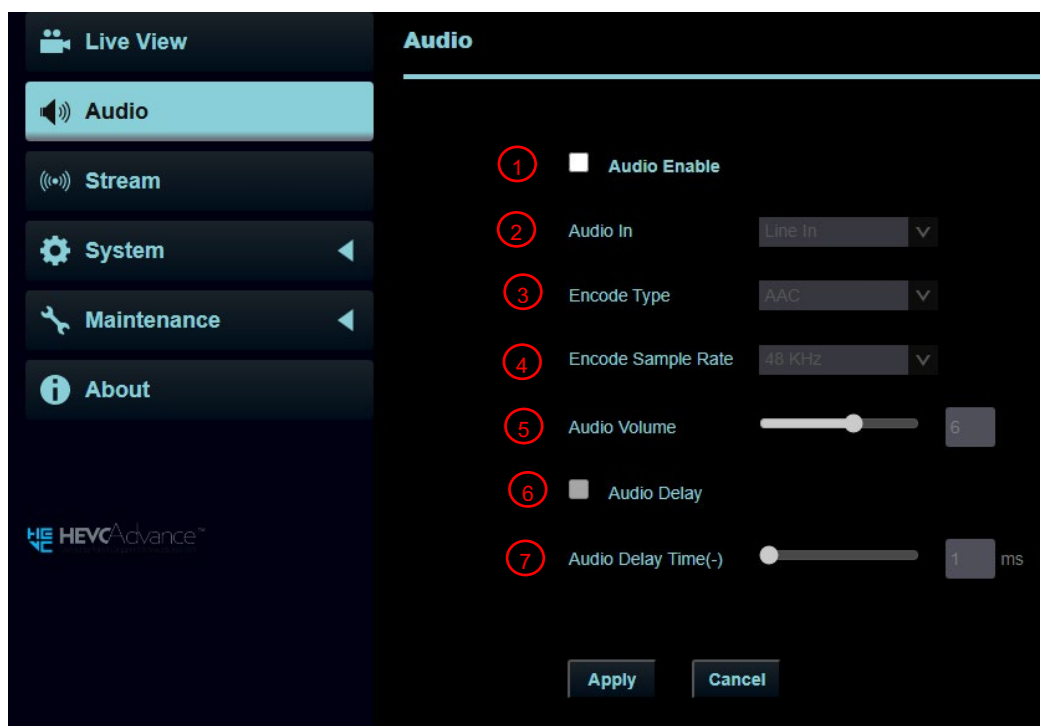 Live View
Audio
Stream
System
Maintenance
About
HEVCAdvance™
Audio
1 Audio Enable
2 Audio In Line In
3 Encode Type AAC
4 Encode Sample Rate 48 KHz
5 Audio Volume 6
6 Audio Delay
7 Audio Delay Time(-) 1 ms
Apply Cancel